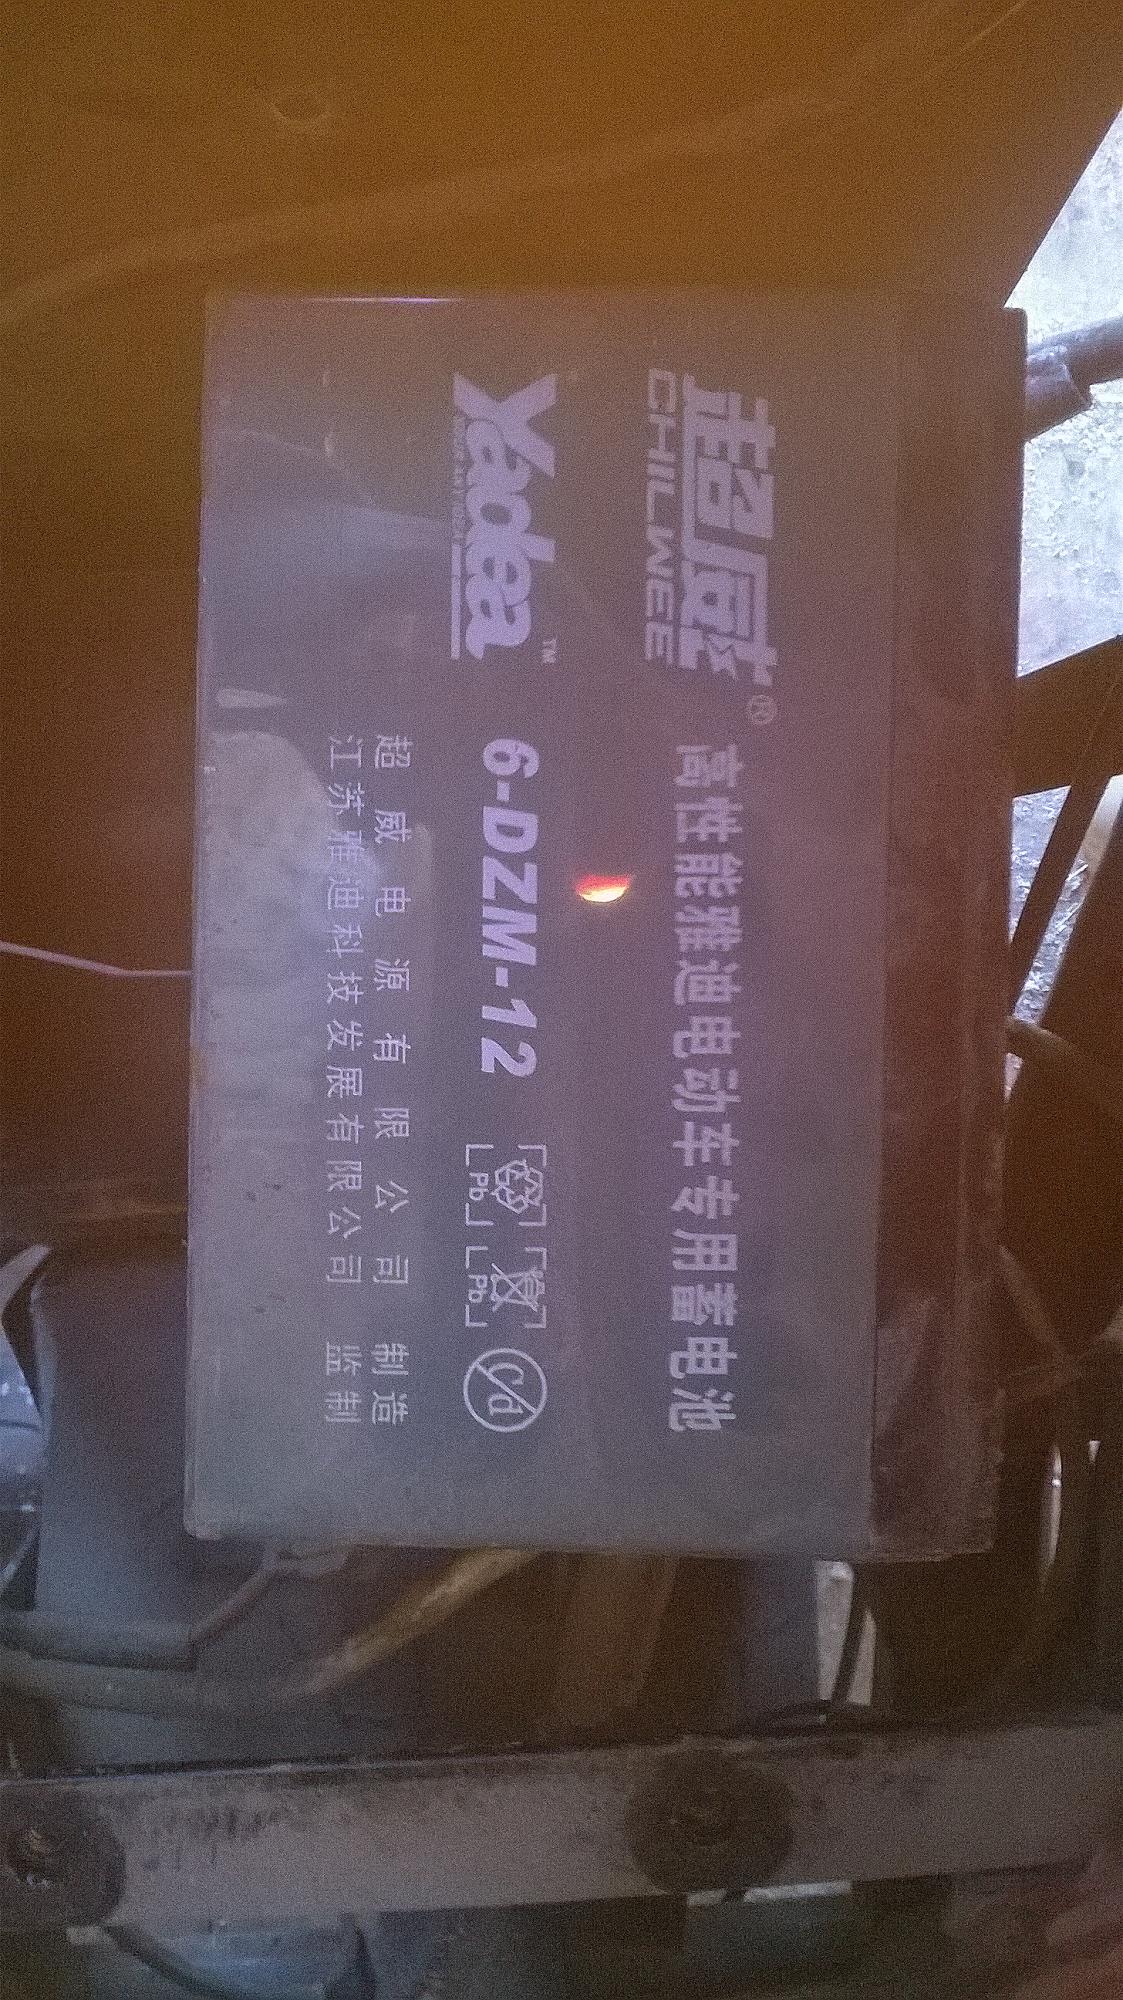 超威®
CHILWEE
高性能雅迪电动车专用蓄电池
Yadea™
6-DZM-12
Pb
Pb
Cd
超威电源有限公司 制造
江苏雅迪科技发展有限公司 监制